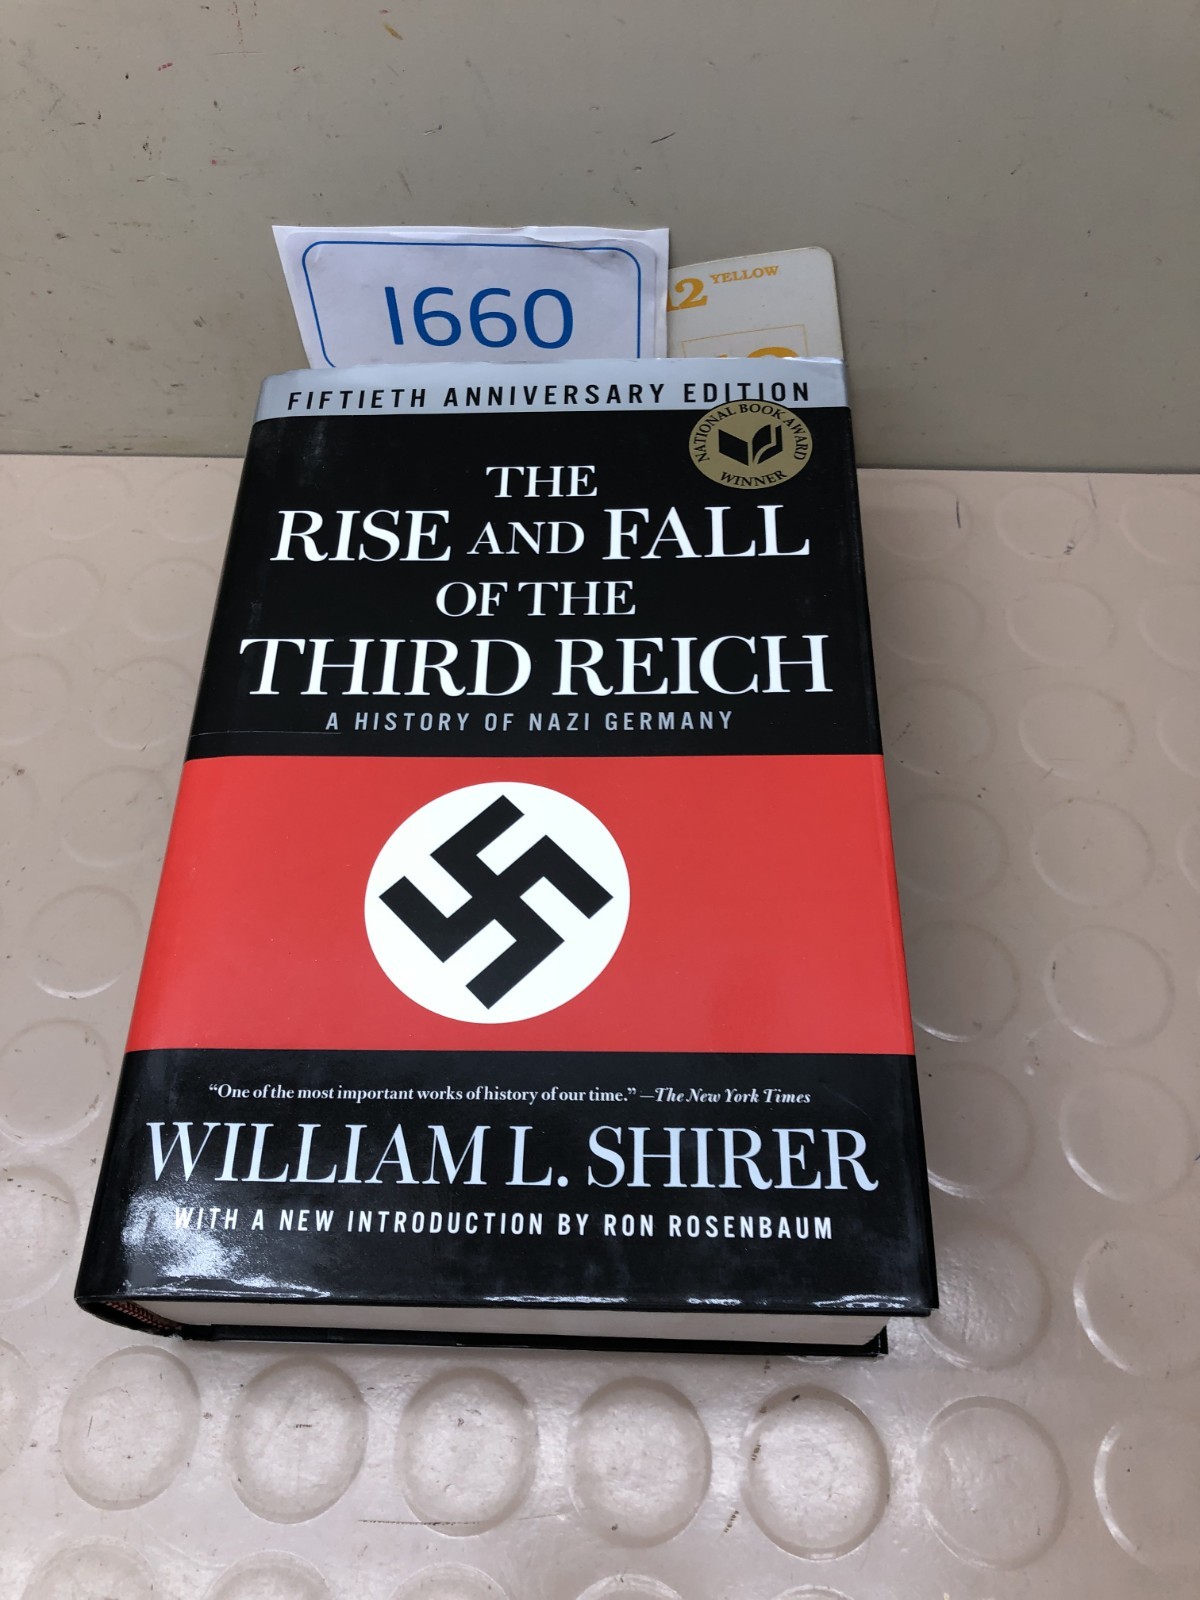 1660
12 YELLOW
FIFTIETH ANNIVERSARY EDITION
NATIONAL BOOK AWARD
WINNER
THE
RISE AND FALL
OF THE
THIRD REICH
A HISTORY OF NAZI GERMANY
“One of the most important works of history of our time.” —The New York Times
WILLIAM L. SHIRER
WITH A NEW INTRODUCTION BY RON ROSENBAUM